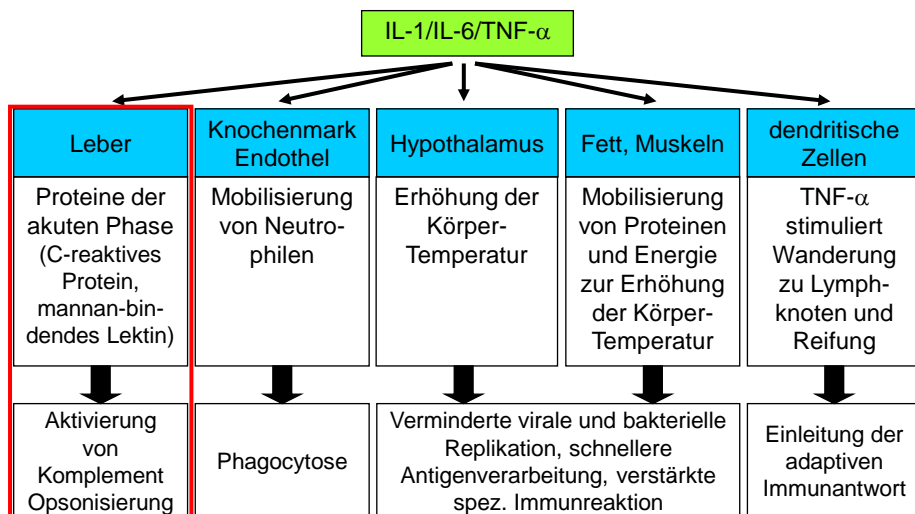 IL-1/IL-6/TNF-α
Leber
Proteine der
akuten Phase
(C-reaktives
Protein,
mannan-bin-
dendes Lektin)
Aktivierung
von
Komplement
Opsonisierung
Knochenmark
Endothel
Mobilisierung
von Neutro-
philen
Phagocytose
Hypothalamus
Erhöhung der
Körper-
Temperatur
Fett, Muskeln
Mobilisierung
von Proteinen
und Energie
zur Erhöhung
der Körper-
Temperatur
Verminderte virale und bakterielle
Replikation, schnellere
Antigenverarbeitung, verstärkte
spez. Immunreaktion
dendritische
Zellen
TNF-α
stimuliert
Wanderung
zu Lymph-
knoten und
Reifung
Einleitung der
adaptiven
Immunantwort